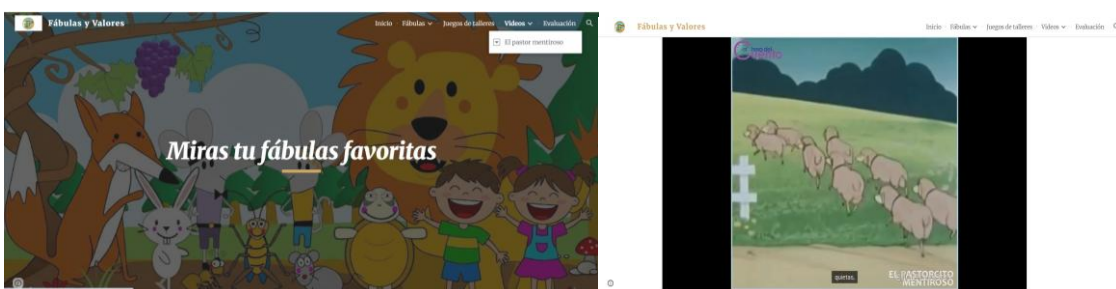 Fábulas y Valores
Inicio Fábulas Juegos de talleres Videos Evaluación
El pastor mentiroso
Miras tu fábulas favoritas
Fábulas y Valores
Inicio Fábulas Juegos de talleres Videos Evaluación
quietas.
EL PASTORCITO
MENTIROSO